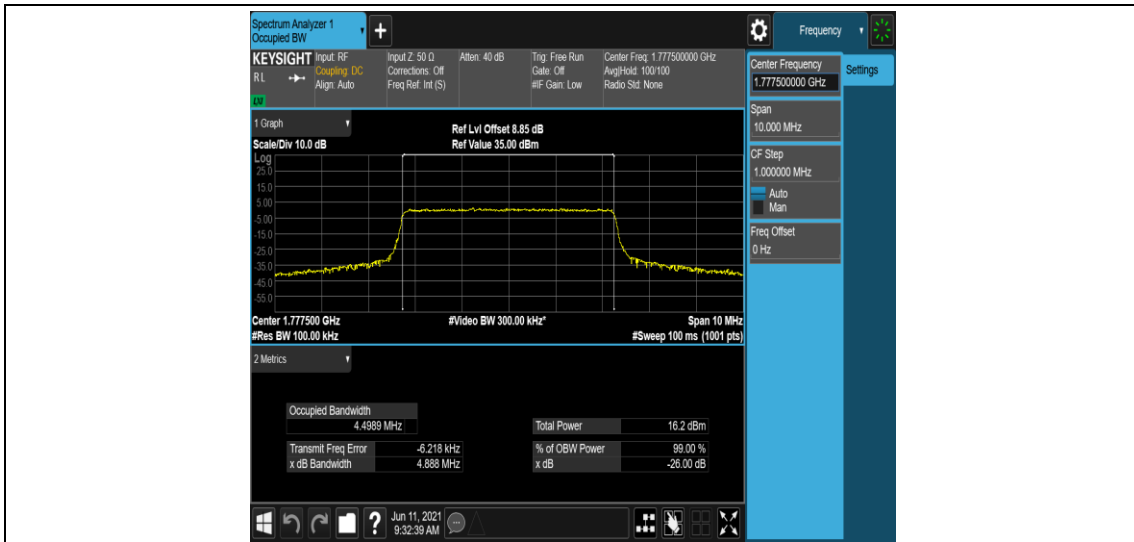 Spectrum Analyzer 1
Occupied BW
Frequency
KEYSIGHT
RL
LXI
Input: RF
Coupling: DC
Align: Auto
Input Z: 50 Ω
Corrections: Off
Freq Ref: Int (S)
Atten: 40 dB
Trig: Free Run
Gate: Off
#IF Gain: Low
Center Freq: 1.777500000 GHz
Avg|Hold: 100/100
Radio Std: None
Center Frequency
1.777500000 GHz
Settings
Span
10.000 MHz
CF Step
1.000000 MHz
Auto
Man
Freq Offset
0 Hz
1 Graph
Scale/Div 10.0 dB
Ref Lvl Offset 8.85 dB
Ref Value 35.00 dBm
Log
25.0
15.0
5.00
-5.00
-15.0
-25.0
-35.0
-45.0
-55.0
Center 1.777500 GHz
#Video BW 300.00 kHz*
Span 10 MHz
#Res BW 100.00 kHz
#Sweep 100 ms (1001 pts)
2 Metrics
Occupied Bandwidth
4.4989 MHz
Total Power 16.2 dBm
Transmit Freq Error -6.218 kHz
% of OBW Power 99.00 %
x dB Bandwidth 4.888 MHz
x dB -26.00 dB
?
Jun 11, 2021
9:32:39 AM